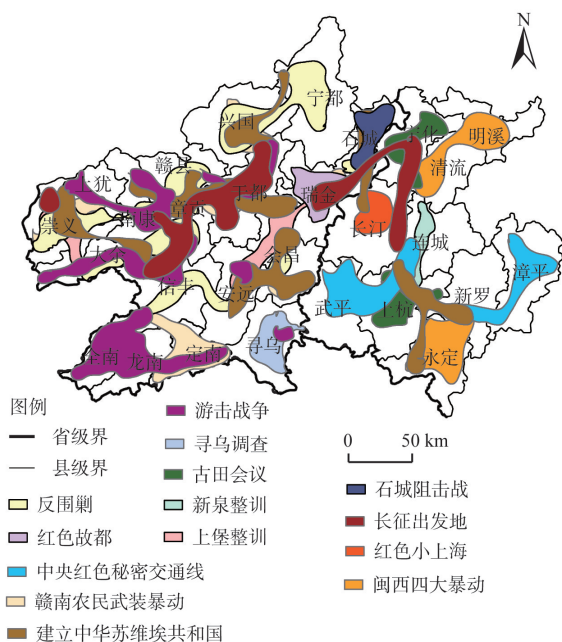 N
宁都
兴国
石城
宁化
明溪
清流
赣县
上犹
于都
瑞金
章贡
南康
崇义
长汀
连城
大余
会昌
信丰
安远
武平
上杭
新罗
漳平
全南
龙南
定南
寻乌
永定
图例
省级界
县级界
反围剿
红色故都
中央红色秘密交通线
赣南农民武装暴动
建立中华苏维埃共和国
游击战争
寻乌调查
古田会议
新泉整训
上堡整训
0 50 km
石城阻击战
长征出发地
红色小上海
闽西四大暴动